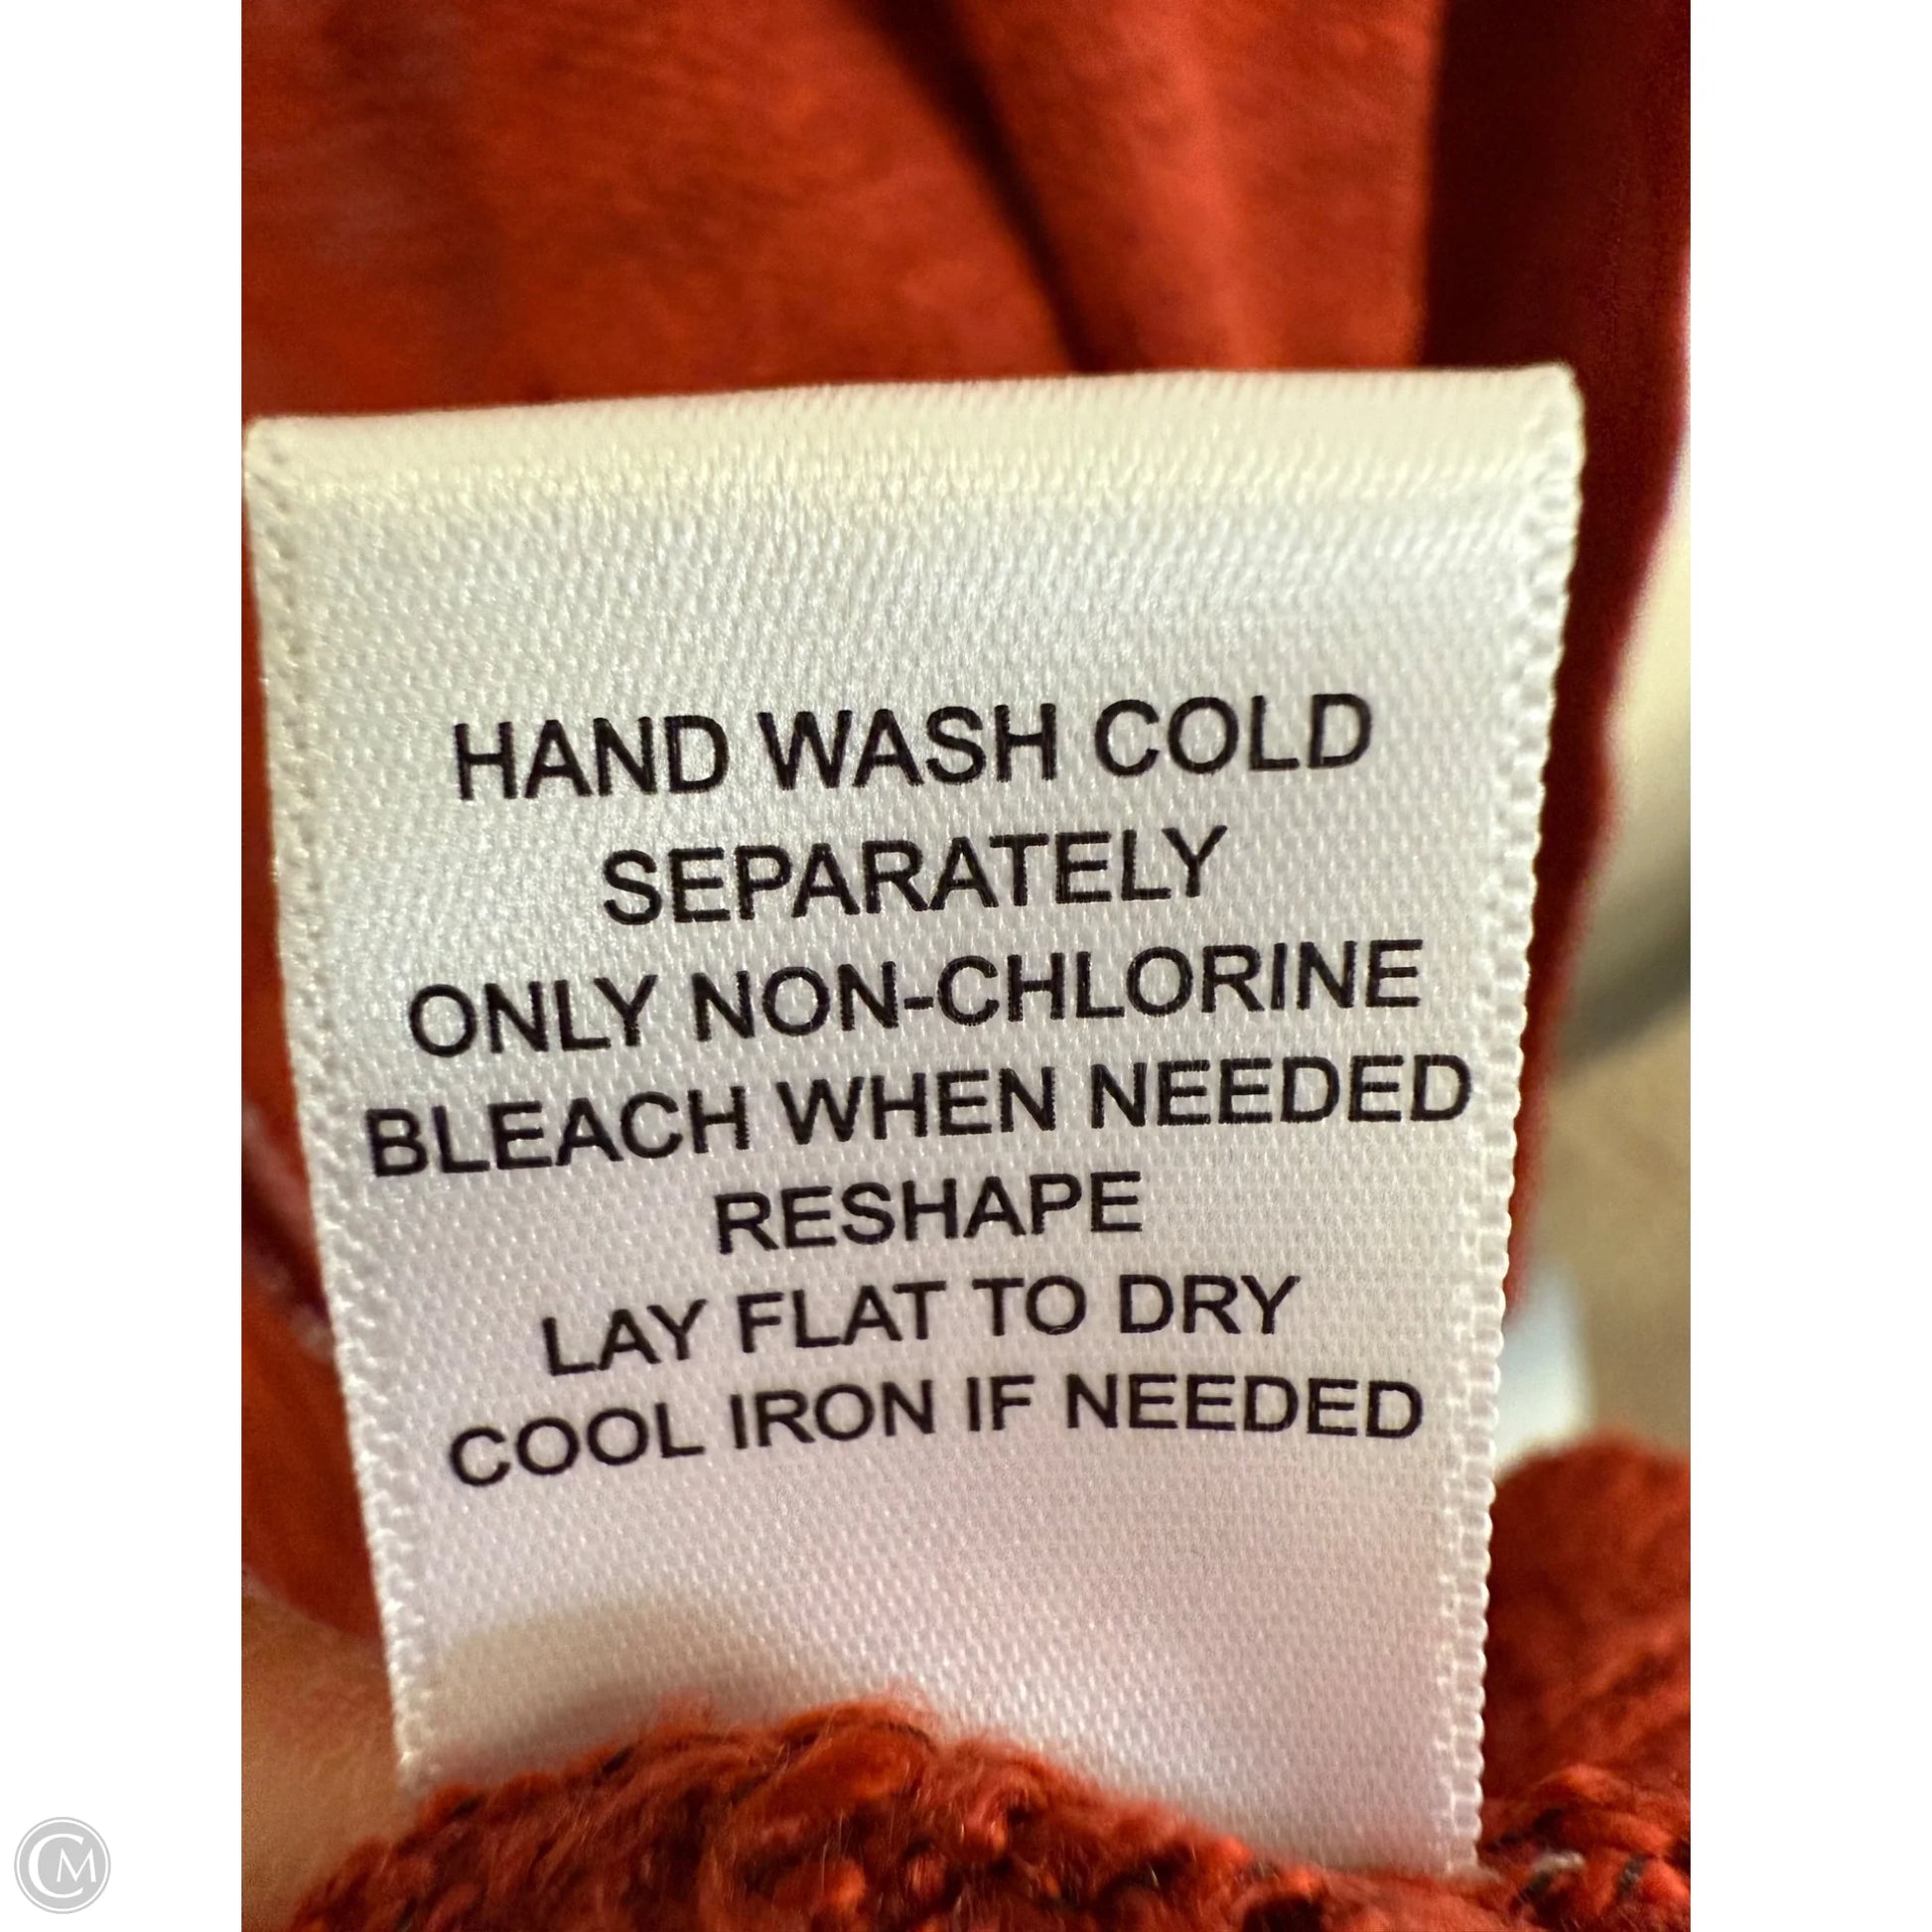 HAND WASH COLD
SEPARATELY
ONLY NON-CHLORINE
BLEACH WHEN NEEDED
RESHAPE
LAY FLAT TO DRY
COOL IRON IF NEEDED
CM